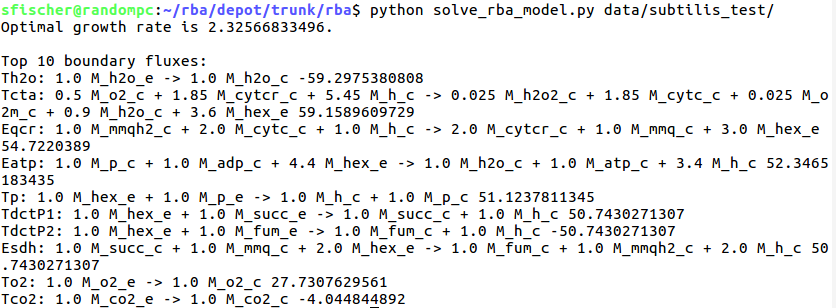 sfischer@randompc:~/rba/depot/trunk/rba$ python solve_rba_model.py data/subtilis_test/
Optimal growth rate is 2.32566833496.

Top 10 boundary fluxes:
Th2o: 1.0 M_h2o_e -> 1.0 M_h2o_c -59.2975380808
Tcta: 0.5 M_o2_c + 1.85 M_cytcr_c + 5.45 M_h_c -> 0.025 M_h2o2_c + 1.85 M_cytc_c + 0.025 M_o
2m_c + 0.9 M_h2o_c + 3.6 M_hex_e 59.1589609729
Eqcr: 1.0 M_mmqh2_c + 2.0 M_cytc_c + 1.0 M_h_c -> 2.0 M_cytcr_c + 1.0 M_mmq_c + 3.0 M_hex_e
54.7220389
Eatp: 1.0 M_p_c + 1.0 M_adp_c + 4.4 M_hex_e -> 1.0 M_h2o_c + 1.0 M_atp_c + 3.4 M_h_c 52.3465
183435
Tp: 1.0 M_hex_e + 1.0 M_p_e -> 1.0 M_h_c + 1.0 M_p_c 51.1237811345
TdctP1: 1.0 M_hex_e + 1.0 M_succ_e -> 1.0 M_succ_c + 1.0 M_h_c 50.7430271307
TdctP2: 1.0 M_hex_e + 1.0 M_fum_e -> 1.0 M_fum_c + 1.0 M_h_c -50.7430271307
Esdh: 1.0 M_succ_c + 1.0 M_mmq_c + 2.0 M_hex_e -> 1.0 M_fum_c + 1.0 M_mmqh2_c + 2.0 M_h_c 50
.7430271307
To2: 1.0 M_o2_e -> 1.0 M_o2_c 27.7307629561
Tco2: 1.0 M_co2_e -> 1.0 M_co2_c -4.044844892